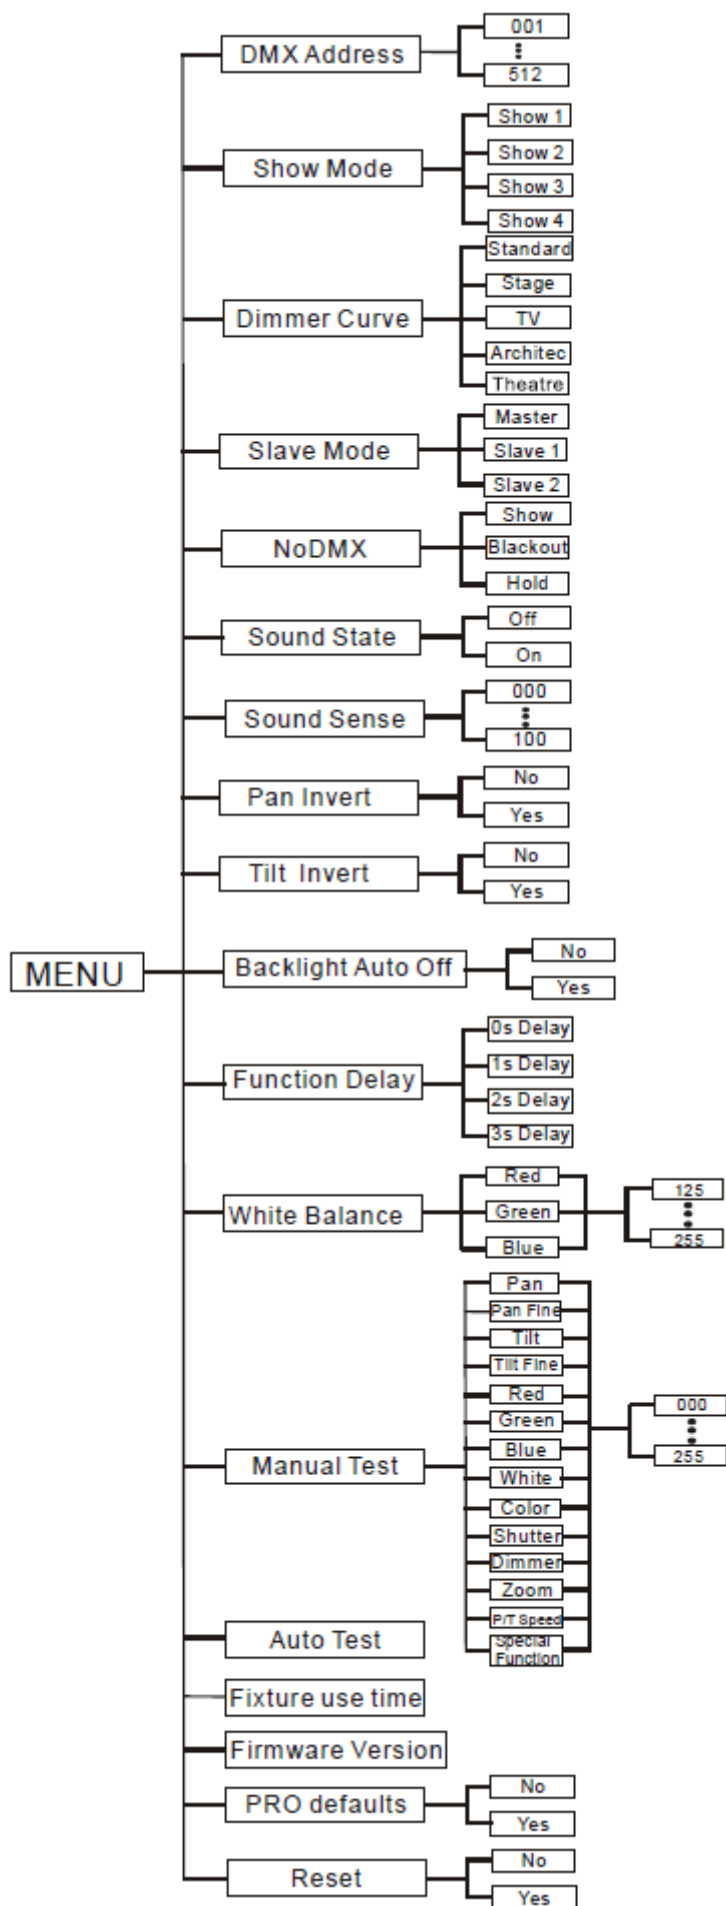 MENU
DMX Address
001
512
Show Mode
Show 1
Show 2
Show 3
Show 4
Dimmer Curve
Standard
Stage
TV
Architec
Theatre
Slave Mode
Master
Slave 1
Slave 2
NoDMX
Show
Blackout
Hold
Sound State
Off
On
Sound Sense
000
100
Pan Invert
No
Yes
Tilt Invert
No
Yes
Backlight Auto Off
No
Yes
Function Delay
0s Delay
1s Delay
2s Delay
3s Delay
White Balance
Red
Green
Blue
125
255
Manual Test
Pan
Pan Fine
Tilt
Tilt Fine
Red
Green
Blue
White
Color
Shutter
Dimmer
Zoom
P/T Speed
Special
Function
000
255
Auto Test
Fixture use time
Firmware Version
PRO defaults
No
Yes
Reset
No
Yes